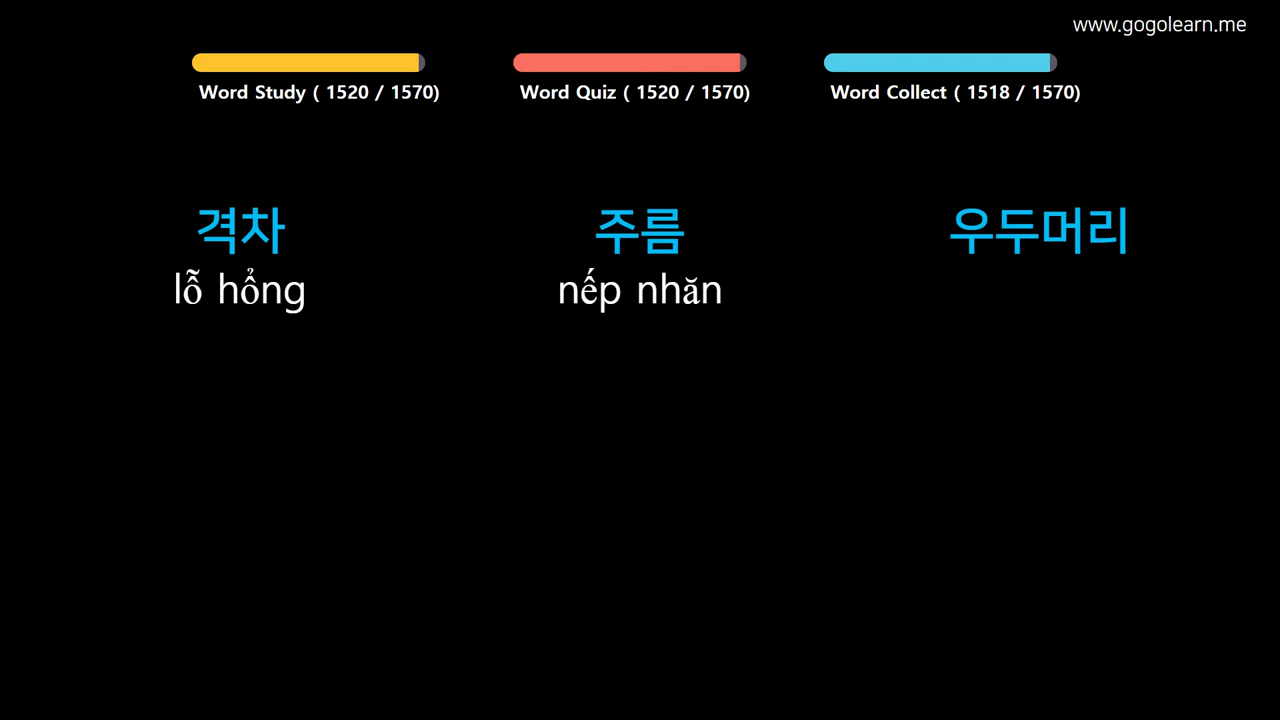 www.gogolearn.me
Word Study ( 1520 / 1570)
Word Quiz ( 1520 / 1570)
Word Collect ( 1518 / 1570)
격차
주름
우두머리
lỗ hổng
nếp nhăn